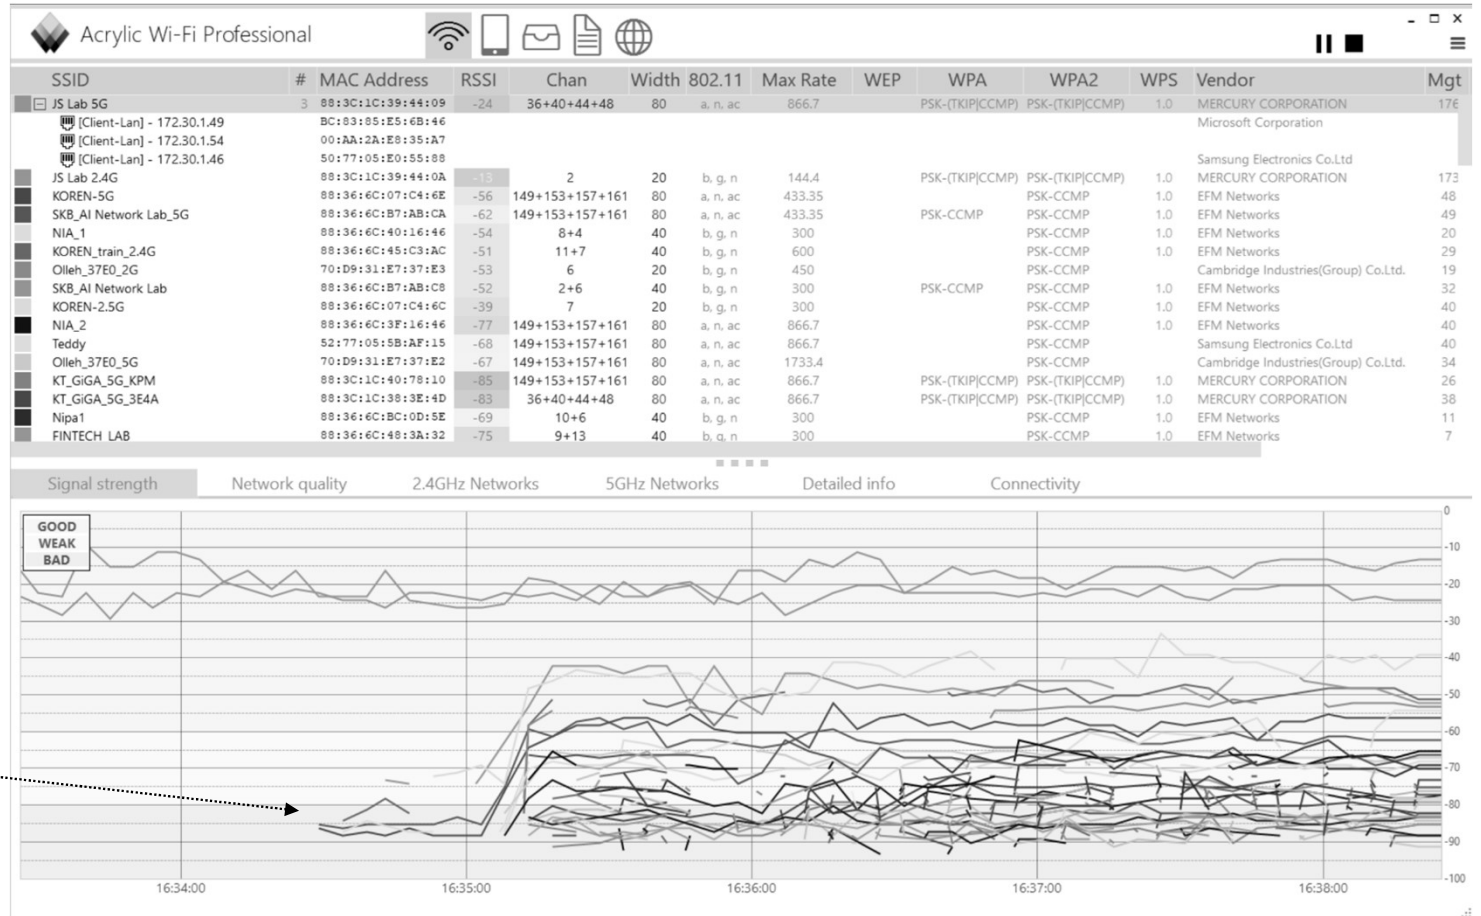 Acrylic Wi-Fi Professional
SSID # MAC Address RSSI Chan Width 802.11 Max Rate WEP WPA WPA2 WPS Vendor Mgt
JS Lab 5G 3 88:3C:1C:39:44:09 -24 36+40+44+48 80 a, n, ac 866.7 PSK-(TKIP|CCMP) PSK-(TKIP|CCMP) 1.0 MERCURY CORPORATION 176
[Client-Lan] - 172.30.1.49 BC:83:85:E5:6B:46 Microsoft Corporation
[Client-Lan] - 172.30.1.54 00:AA:2A:E8:35:A7
[Client-Lan] - 172.30.1.46 50:77:05:E0:55:88 Samsung Electronics Co.Ltd
JS Lab 2.4G 88:3C:1C:39:44:0A -13 2 20 b, g, n 144.4 PSK-(TKIP|CCMP) PSK-(TKIP|CCMP) 1.0 MERCURY CORPORATION 173
KOREN-5G 88:36:6C:07:C4:6E -56 149+153+157+161 80 a, n, ac 433.35 PSK-CCMP 1.0 EFM Networks 48
SKB_AI Network Lab_5G 88:36:6C:B7:AB:CA -62 149+153+157+161 80 a, n, ac 433.35 PSK-CCMP PSK-CCMP 1.0 EFM Networks 49
NIA_1 88:36:6C:40:16:46 -54 8+4 40 b, g, n 300 PSK-CCMP 1.0 EFM Networks 20
KOREN_train_2.4G 88:36:6C:45:C3:AC -51 11+7 40 b, g, n 600 PSK-CCMP 1.0 EFM Networks 29
Olleh_37E0_2G 70:D9:31:E7:37:E3 -53 6 20 b, g, n 450 PSK-CCMP Cambridge Industries(Group) Co.Ltd. 19
SKB_AI Network Lab 88:36:6C:B7:AB:C8 -52 2+6 40 b, g, n 300 PSK-CCMP PSK-CCMP 1.0 EFM Networks 32
KOREN-2.5G 88:36:6C:07:C4:6C -39 7 20 b, g, n 300 PSK-CCMP 1.0 EFM Networks 40
NIA_2 88:36:6C:3F:16:46 -77 149+153+157+161 80 a, n, ac 866.7 PSK-CCMP 1.0 EFM Networks 40
Teddy 52:77:05:5B:AF:15 -68 149+153+157+161 80 a, n, ac 866.7 PSK-CCMP Samsung Electronics Co.Ltd 40
Olleh_37E0_5G 70:D9:31:E7:37:E2 -67 149+153+157+161 80 a, n, ac 1733.4 PSK-CCMP Cambridge Industries(Group) Co.Ltd. 34
KT_GiGA_5G_KPM 88:3C:1C:40:78:10 -85 149+153+157+161 80 a, n, ac 866.7 PSK-(TKIP|CCMP) PSK-(TKIP|CCMP) 1.0 MERCURY CORPORATION 26
KT_GiGA_5G_3E4A 88:3C:1C:38:3E:4D -83 36+40+44+48 80 a, n, ac 866.7 PSK-(TKIP|CCMP) PSK-(TKIP|CCMP) 1.0 MERCURY CORPORATION 38
Nipa1 88:36:6C:BC:0D:5E -69 10+6 40 b, g, n 300 PSK-CCMP 1.0 EFM Networks 11
FINTECH LAB 88:36:6C:48:3A:32 -75 9+13 40 b, g, n 300 PSK-CCMP 1.0 EFM Networks 7
Signal strength Network quality 2.4GHz Networks 5GHz Networks Detailed info Connectivity
GOOD
WEAK
BAD
0
-10
-20
-30
-40
-50
-60
-70
-80
-90
-100
16:34:00 16:35:00 16:36:00 16:37:00 16:38:00